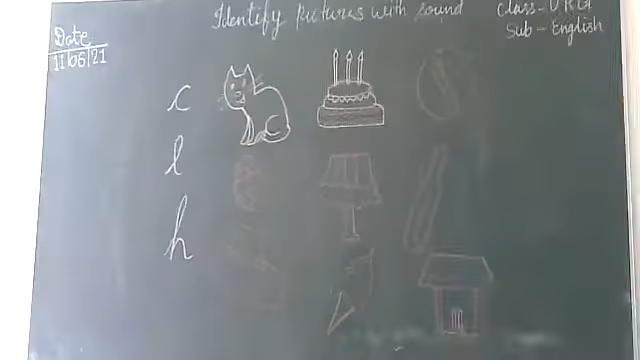 Identify pictures with sound
Class - UKG
Sub - English
Date
11/06/21
c
l
h